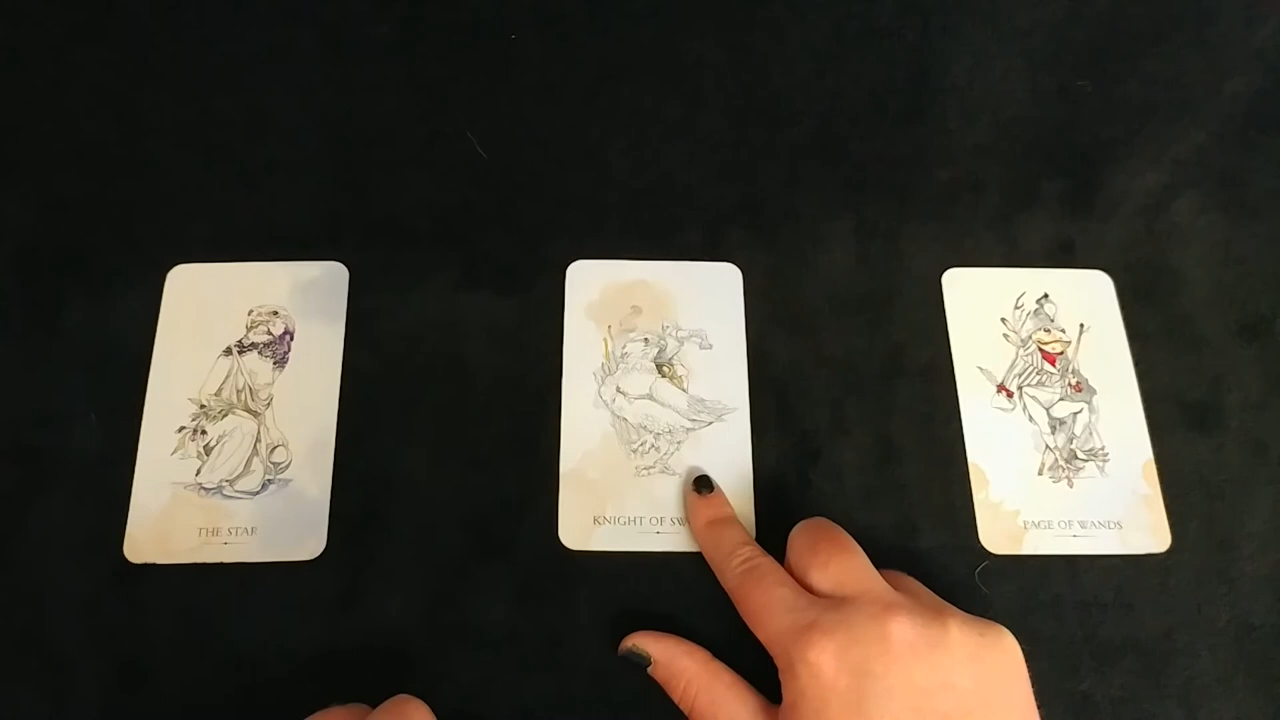 THE STAR
KNIGHT OF SW
PAGE OF WANDS